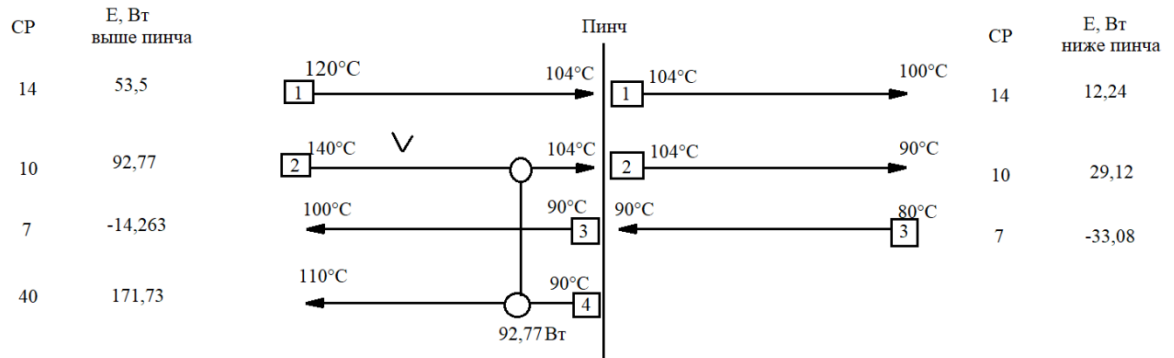 CP
E, Вт
выше пинча
Пинч
CP
E, Вт
ниже пинча
14
53,5
1
120°C
104°C
1
104°C
100°C
14
12,24
10
92,77
2
140°C
V
104°C
2
104°C
90°C
10
29,12
7
-14,263
100°C
90°C
3
90°C
80°C
3
7
-33,08
40
171,73
110°C
90°C
4
92,77Вт